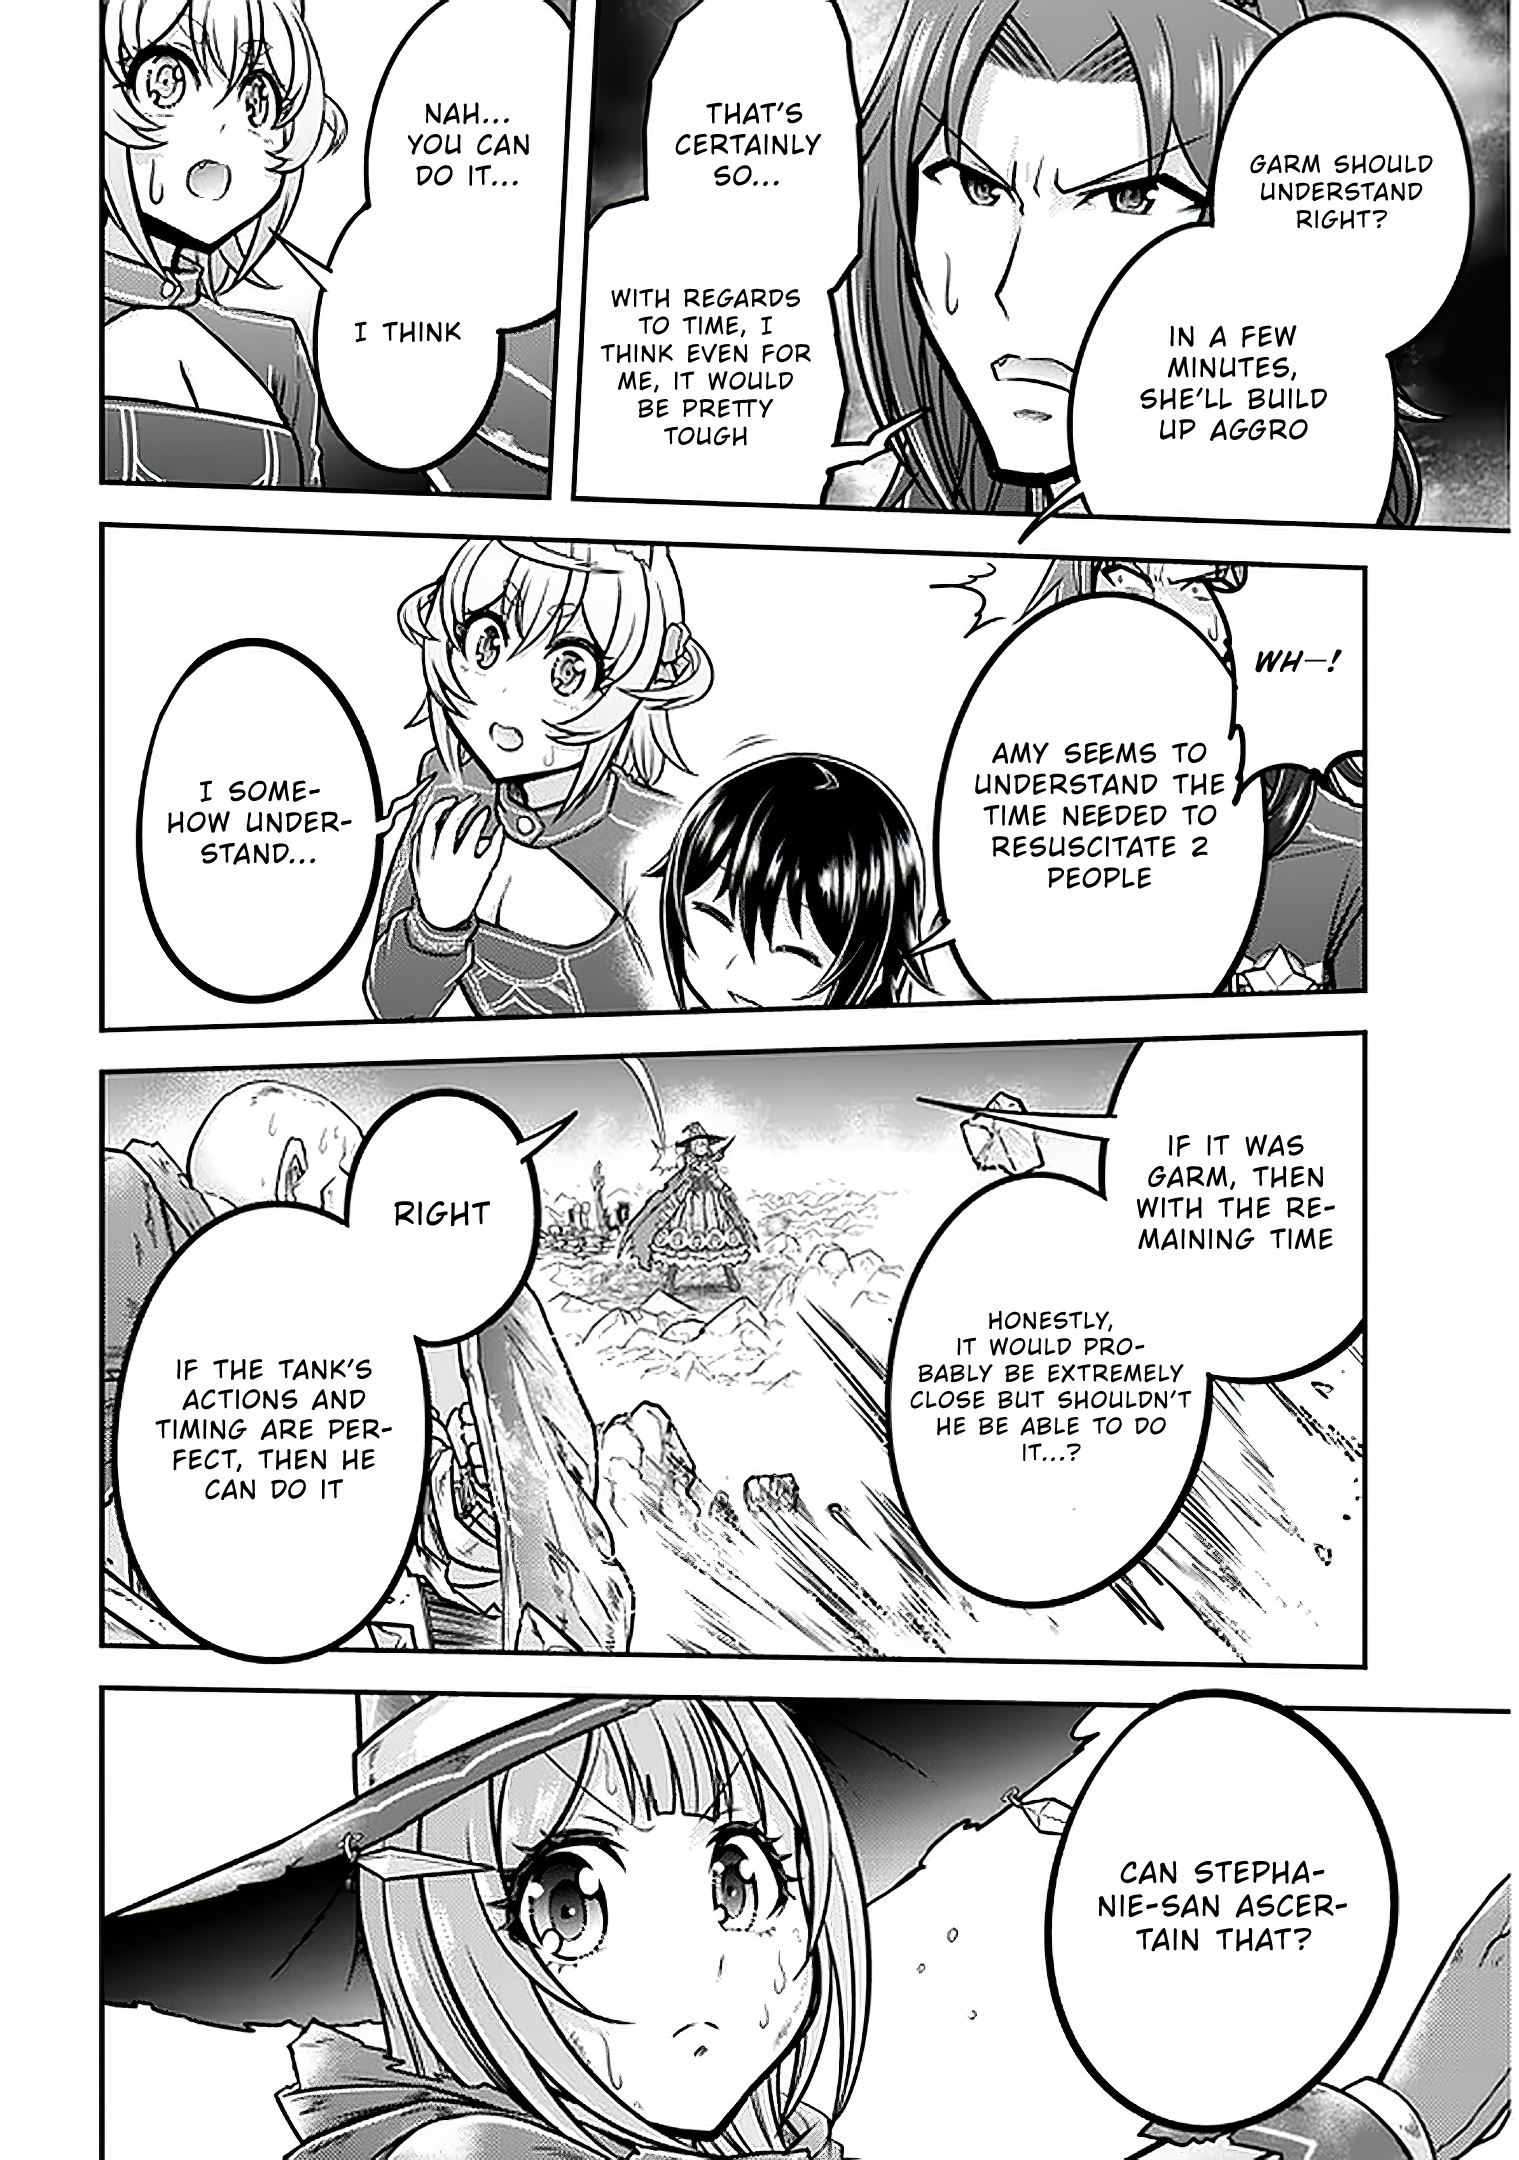 GARM SHOULD
UNDERSTAND
RIGHT?
IN A FEW
MINUTES,
SHE'LL BUILD
UP AGGRO
THAT'S
CERTAINLY
SO...
WITH REGARDS
TO TIME, I
THINK EVEN FOR
ME, IT WOULD
BE PRETTY
TOUGH
NAH...
YOU CAN
DO IT...
I THINK
WH—!
AMY SEEMS TO
UNDERSTAND THE
TIME NEEDED TO
RESUSCITATE 2
PEOPLE
I SOME-
HOW UNDER-
STAND...
IF IT WAS
GARM, THEN
WITH THE RE-
MAINING TIME
HONESTLY,
IT WOULD PRO-
BABLY BE EXTREMELY
CLOSE BUT SHOULDN'T
HE BE ABLE TO DO
IT...?
RIGHT
IF THE TANK'S
ACTIONS AND
TIMING ARE PER-
FECT, THEN HE
CAN DO IT
CAN STEPHA-
NIE-SAN ASCER-
TAIN THAT?